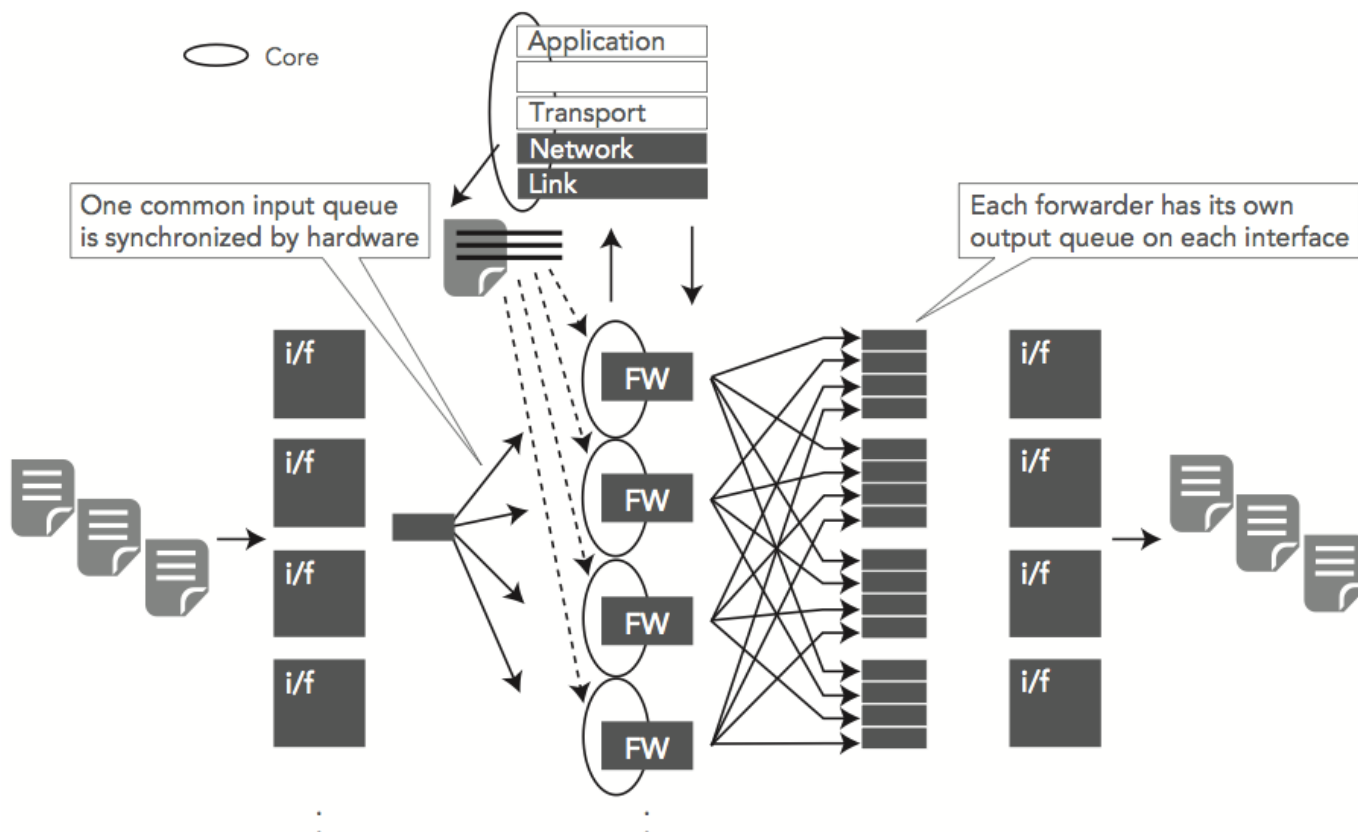 Core
Application
Transport
Network
Link
One common input queue
is synchronized by hardware
Each forwarder has its own
output queue on each interface
i/f
i/f
i/f
i/f
FW
FW
FW
FW
i/f
i/f
i/f
i/f